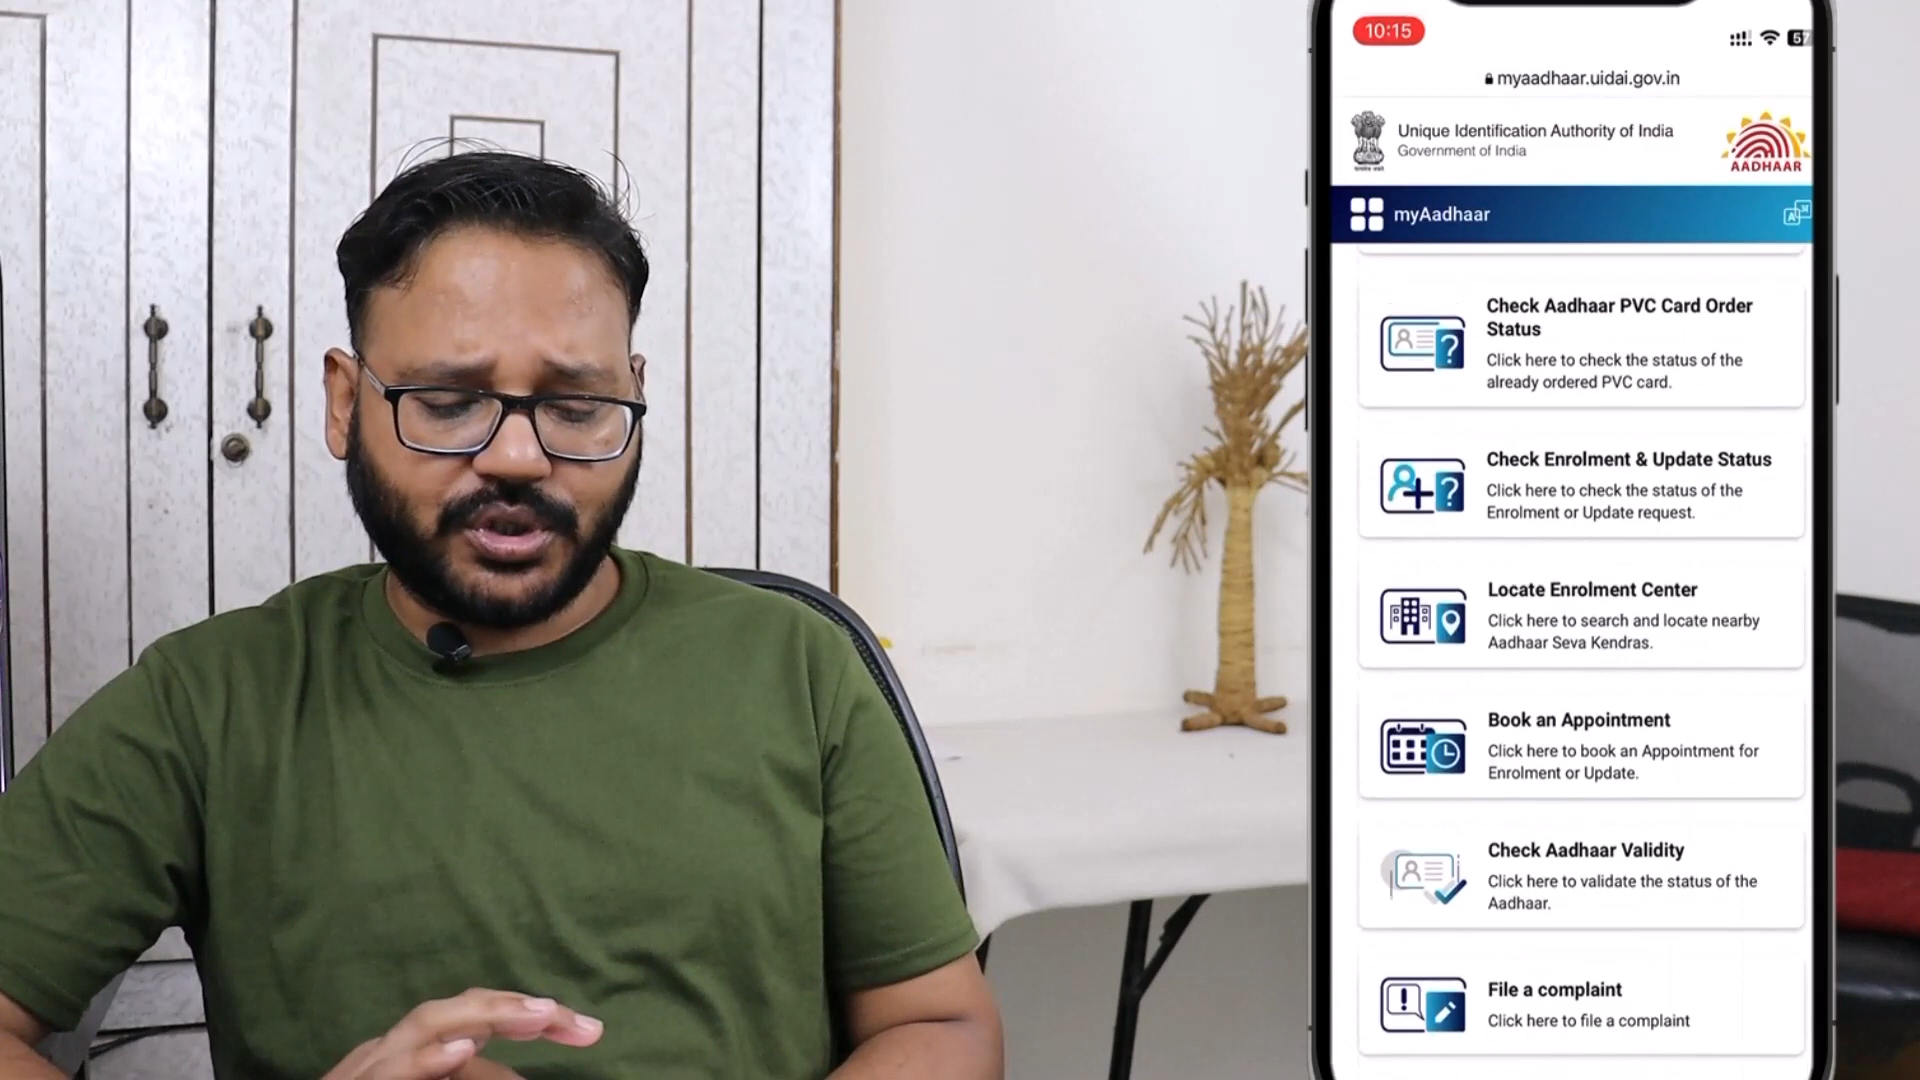 10:15
57
myaadhaar.uidai.gov.in
Unique Identification Authority of India
Government of India
AADHAAR
myAadhaar
Check Aadhaar PVC Card Order
Status
Click here to check the status of the
already ordered PVC card.
Check Enrolment & Update Status
Click here to check the status of the
Enrolment or Update request.
Locate Enrolment Center
Click here to search and locate nearby
Aadhaar Seva Kendras.
Book an Appointment
Click here to book an Appointment for
Enrolment or Update.
Check Aadhaar Validity
Click here to validate the status of the
Aadhaar.
File a complaint
Click here to file a complaint